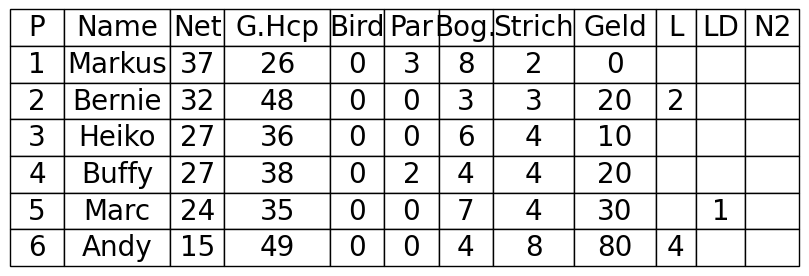 P Name Net G.Hcp Bird Par Bog. Strich Geld L LD N2
1 Markus 37 26 0 3 8 2 0
2 Bernie 32 48 0 0 3 3 20 2
3 Heiko 27 36 0 0 6 4 10
4 Buffy 27 38 0 2 4 4 20
5 Marc 24 35 0 0 7 4 30 1
6 Andy 15 49 0 0 4 8 80 4